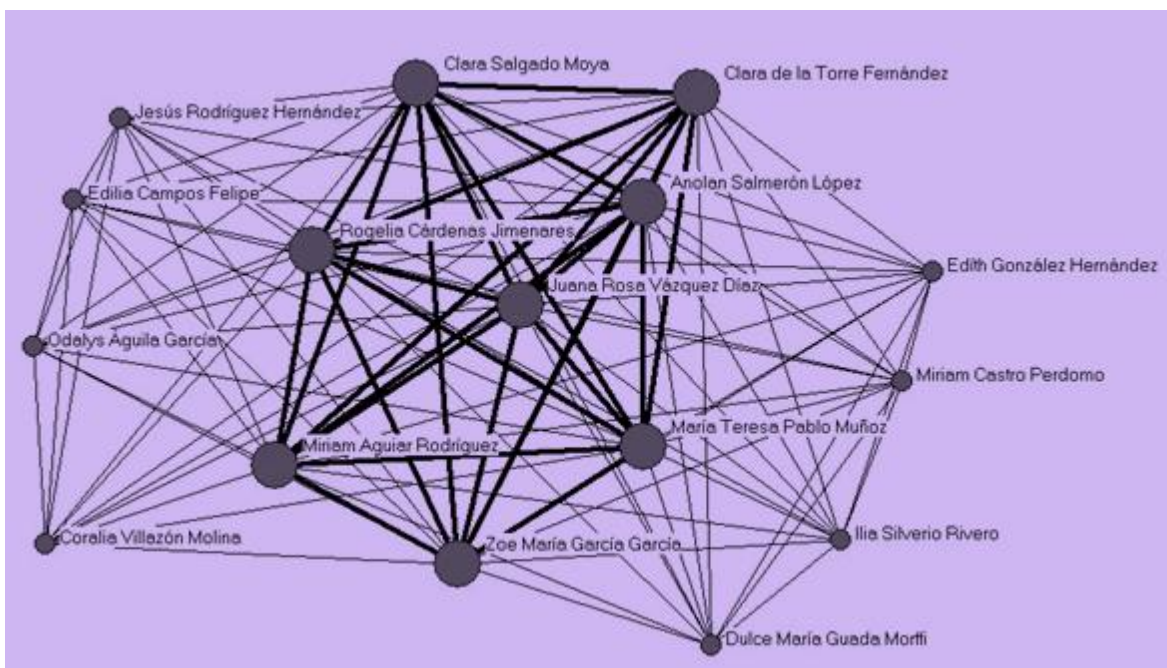 Clara Salgado Moya
Clara de la Torre Fernández
Jesús Rodríguez Hernández
Anolan Salmerón López
Edilia Campos Felipe
Rogelia Cárdenas Jimenares
Edith González Hernández
Juana Rosa Vázquez Díaz
Odalys Aguila García
Miriam Castro Perdomo
María Teresa Pablo Muñoz
Miriam Aguiar Rodríguez
Ilia Silverio Rivero
Coralia Villazón Molina
Zoe María García García
Dulce María Guada Morffi